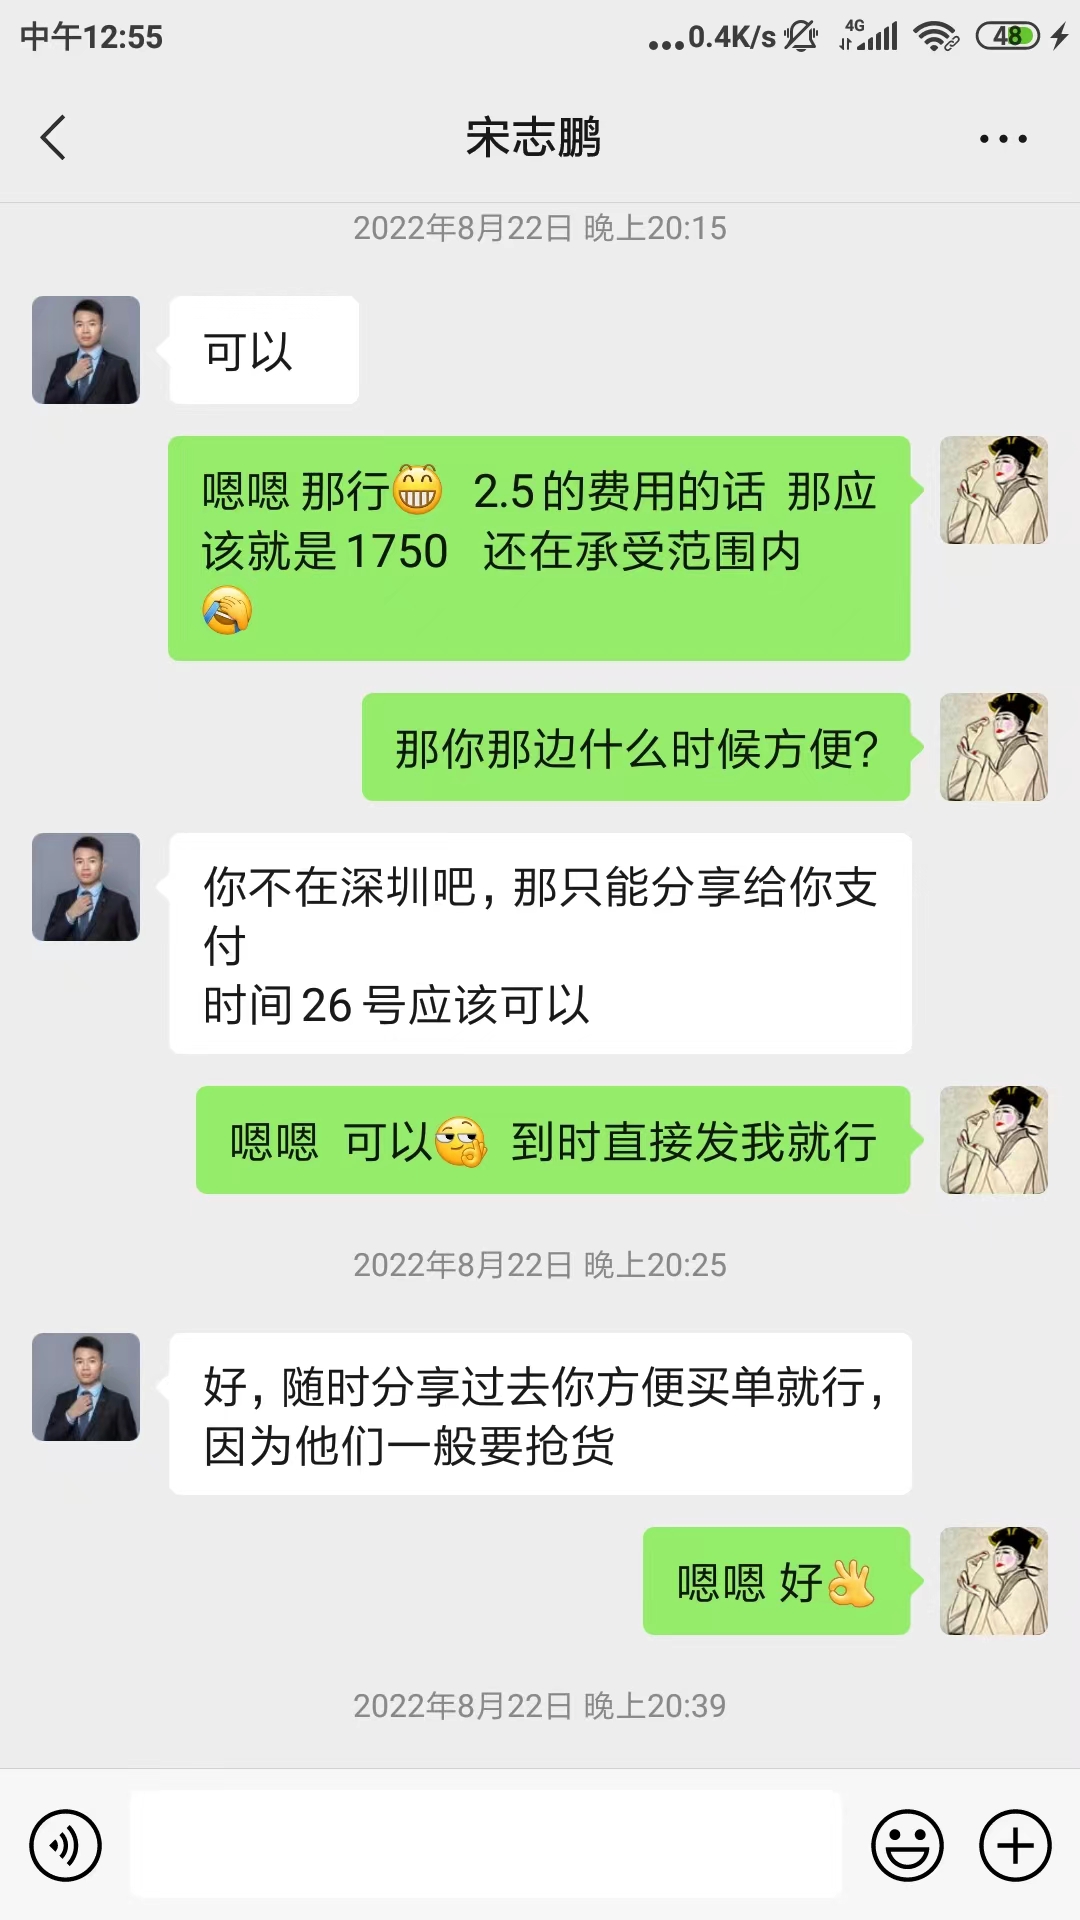 中午12:55
...0.4K/s
4G
48
宋志鹏
2022年8月22日 晚上20:15
可以
嗯嗯 那行😁 2.5的费用的话 那应
该就是1750 还在承受范围内
那你那边什么时候方便?
你不在深圳吧,那只能分享给你支
付
时间26号应该可以
嗯嗯 可以 到时直接发我就行
2022年8月22日 晚上20:25
好,随时分享过去你方便买单就行,
因为他们一般要抢货
嗯嗯 好👌
2022年8月22日 晚上20:39